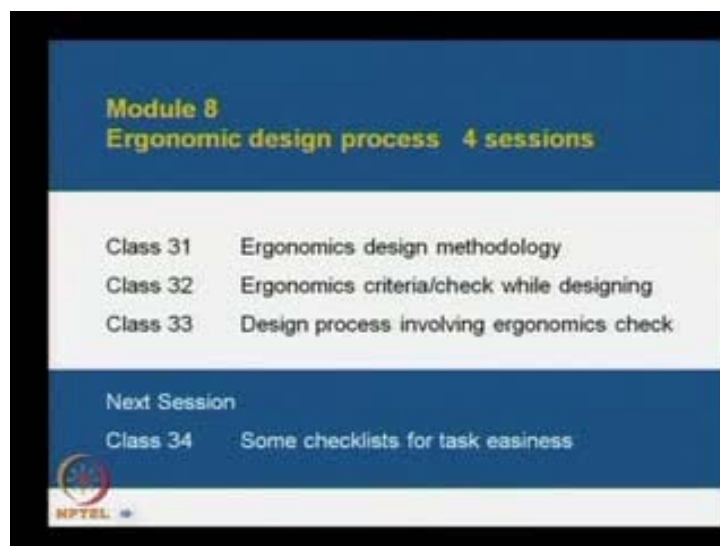 Module 8
Ergonomic design process 4 sessions
Class 31 Ergonomics design methodology
Class 32 Ergonomics criteria/check while designing
Class 33 Design process involving ergonomics check
Next Session
Class 34 Some checklists for task easiness
NPTEL